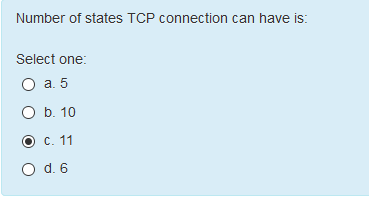 Number of states TCP connection can have is:
Select one:
a. 5
b. 10
c. 11
d. 6